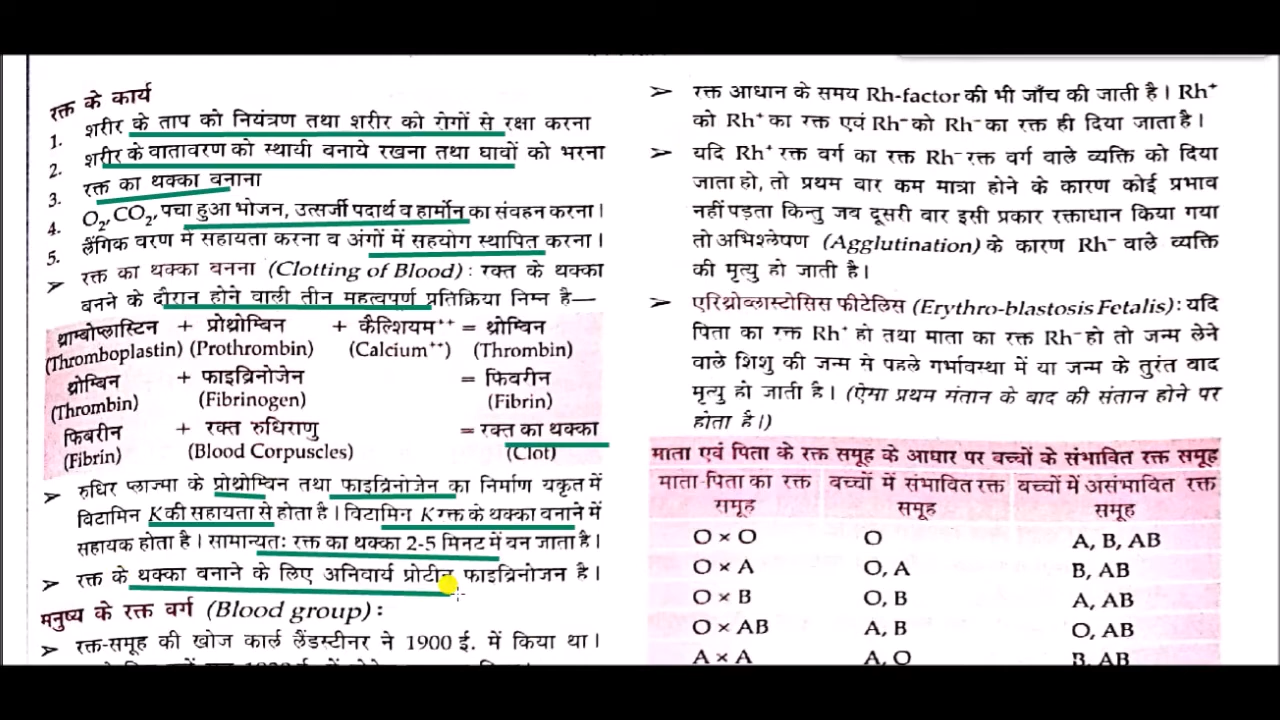 रक्त के कार्य
1. शरीर के ताप को नियंत्रण तथा शरीर को रोगों से रक्षा करना
2. शरीर के वातावरण को स्थायी बनाये रखना तथा घावों को भरना
3. रक्त का थक्का बनाना
4. O₂, CO₂, पचा हुआ भोजन, उत्सर्जी पदार्थ व हार्मोन का संवहन करना।
5. लैंगिक वरण में सहायता करना व अंगों में सहयोग स्थापित करना।
➤ रक्त का थक्का बनना (Clotting of Blood) : रक्त के थक्का
बनने के दौरान होने वाली तीन महत्वपूर्ण प्रतिक्रिया निम्न है—
थ्राम्बोप्लास्टिन + प्रोथ्रोम्बिन + कैल्शियम⁺⁺ = थ्रोम्बिन
(Thromboplastin) (Prothrombin) (Calcium⁺⁺) (Thrombin)
थ्रोम्बिन + फाइब्रिनोजेन = फिबरीन
(Thrombin) (Fibrinogen) (Fibrin)
फिबरीन + रक्त रुधिराणु = रक्त का थक्का
(Fibrin) (Blood Corpuscles) (Clot)
➤ रुधिर प्लाज्मा के प्रोथ्रोम्बिन तथा फाइब्रिनोजेन का निर्माण यकृत में
विटामिन K की सहायता से होता है। विटामिन K रक्त के थक्का बनाने में
सहायक होता है। सामान्यतः रक्त का थक्का 2-5 मिनट में बन जाता है।
➤ रक्त के थक्का बनाने के लिए अनिवार्य प्रोटीन फाइब्रिनोजन है।
मनुष्य के रक्त वर्ग (Blood group) :
➤ रक्त-समूह की खोज कार्ल लैंडस्टीनर ने 1900 ई. में किया था।
➤ रक्त आधान के समय Rh-factor की भी जाँच की जाती है। Rh⁺
को Rh⁺ का रक्त एवं Rh⁻ को Rh⁻ का रक्त ही दिया जाता है।
➤ यदि Rh⁺ रक्त वर्ग का रक्त Rh⁻ रक्त वर्ग वाले व्यक्ति को दिया
जाता हो, तो प्रथम बार कम मात्रा होने के कारण कोई प्रभाव
नहीं पड़ता किन्तु जब दूसरी बार इसी प्रकार रक्ताधान किया गया
तो अभिश्लेषण (Agglutination) के कारण Rh⁻ वाले व्यक्ति
की मृत्यु हो जाती है।
➤ एरिथ्रोब्लास्टोसिस फीटेलिस (Erythro-blastosis Fetalis) : यदि
पिता का रक्त Rh⁺ हो तथा माता का रक्त Rh⁻ हो तो जन्म लेने
वाले शिशु की जन्म से पहले गर्भावस्था में या जन्म के तुरंत बाद
मृत्यु हो जाती है। (ऐसा प्रथम संतान के बाद की संतान होने पर
होता है।)
माता एवं पिता के रक्त समूह के आधार पर बच्चों के संभावित रक्त समूह
माता-पिता का रक्त बच्चों में संभावित रक्त बच्चों में असंभावित रक्त
समूह समूह समूह
O × O O A, B, AB
O × A O, A B, AB
O × B O, B A, AB
O × AB A, B O, AB
A × A A, O B, AB